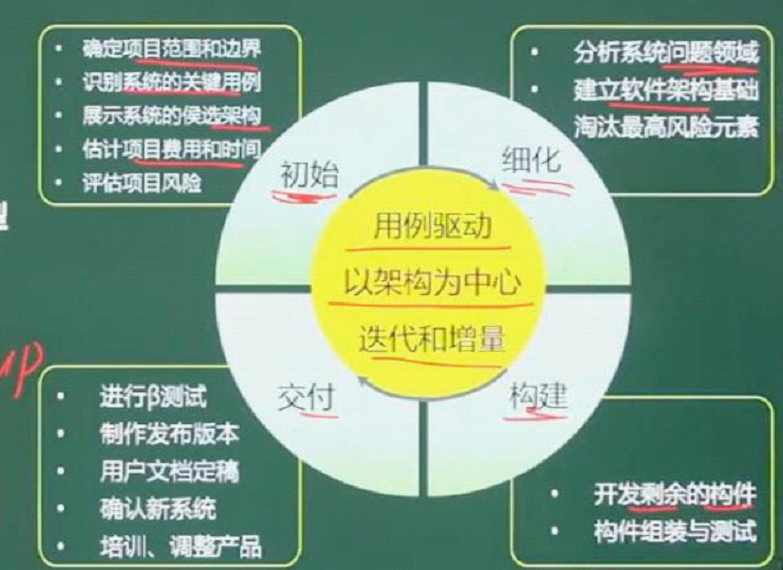 确定项目范围和边界
识别系统的关键用例
展示系统的侯选架构
估计项目费用和时间
评估项目风险
分析系统问题领域
建立软件架构基础
淘汰最高风险元素
初始
细化
型
用例驱动
以架构为中心
迭代和增量
up
交付
构建
进行β测试
制作发布版本
用户文档定稿
确认新系统
培训、调整产品
开发剩余的构件
构件组装与测试